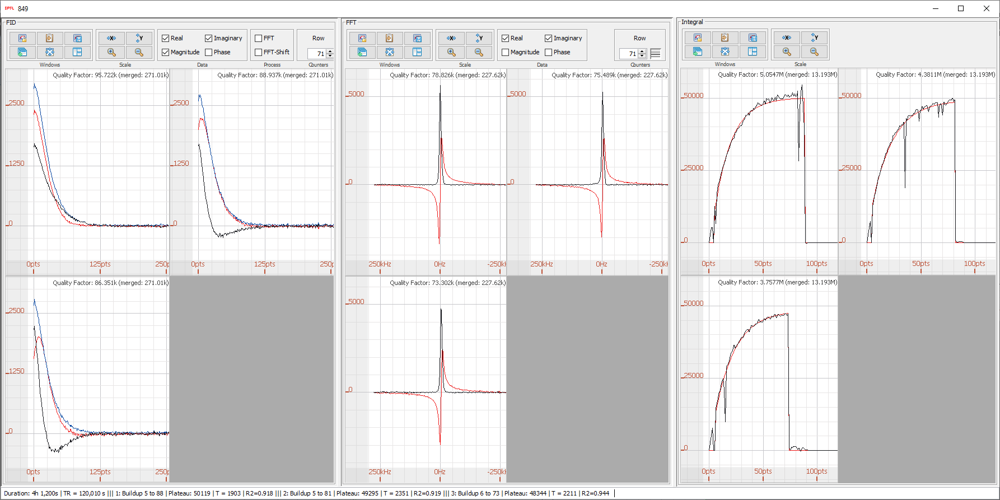 SPSL 849
FID
FFT
Integral
X Y
Real Imaginary
Magnitude Phase
FFT
FFT-Shift
Row
71
Windows Scale Data Process Counters
X Y
Real Imaginary
Magnitude Phase
Row
71
Windows Scale Data Counters
X Y
Windows Scale
Quality Factor: 95.722k (merged: 271.01k)
2500
1250
0
0pts 125pts 250p
Quality Factor: 88.937k (merged: 271.01k)
2500
1250
0
0pts 125pts 250p
Quality Factor: 86.351k (merged: 271.01k)
2500
1250
0
0pts 125pts 250p
Quality Factor: 78.826k (merged: 227.62k)
5000
0
250kHz 0Hz -250kH
Quality Factor: 75.489k (merged: 227.62k)
5000
0
250kHz 0Hz -250kH
Quality Factor: 73.302k (merged: 227.62k)
5000
0
250kHz 0Hz -250kH
Quality Factor: 5.0547M (merged: 13.193M)
50000
25000
0
0pts 50pts 100pts
Quality Factor: 4.3811M (merged: 13.193M)
50000
25000
0
0pts 50pts 100pts
Quality Factor: 3.7577M (merged: 13.193M)
50000
25000
0
0pts 50pts 100pts
Duration: 4h 1,200s | TR = 120,010 s ||| 1: Buildup 5 to 88 | Plateau: 50119 | T = 1903 | R2=0.918 ||| 2: Buildup 5 to 81 | Plateau: 49295 | T = 2351 | R2=0.919 ||| 3: Buildup 6 to 73 | Plateau: 48344 | T = 2211 | R2=0.944 |